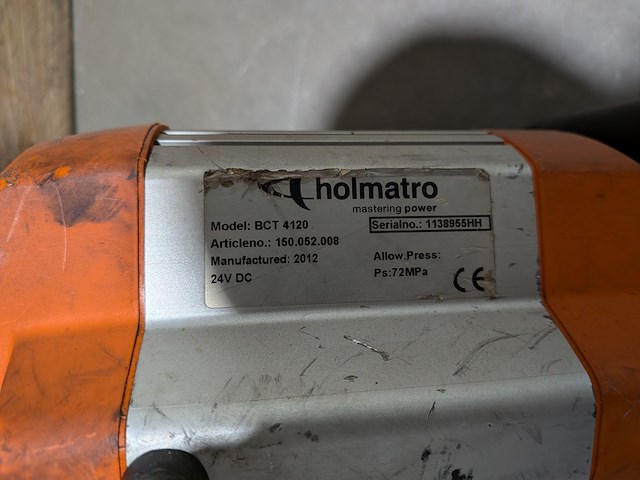 holmatro
mastering power
Model: BCT 4120
Serialno.: 1138955HH
Articleno.: 150.052.008
Manufactured: 2012
Allow.Press:
24V DC
Ps:72MPa
CE